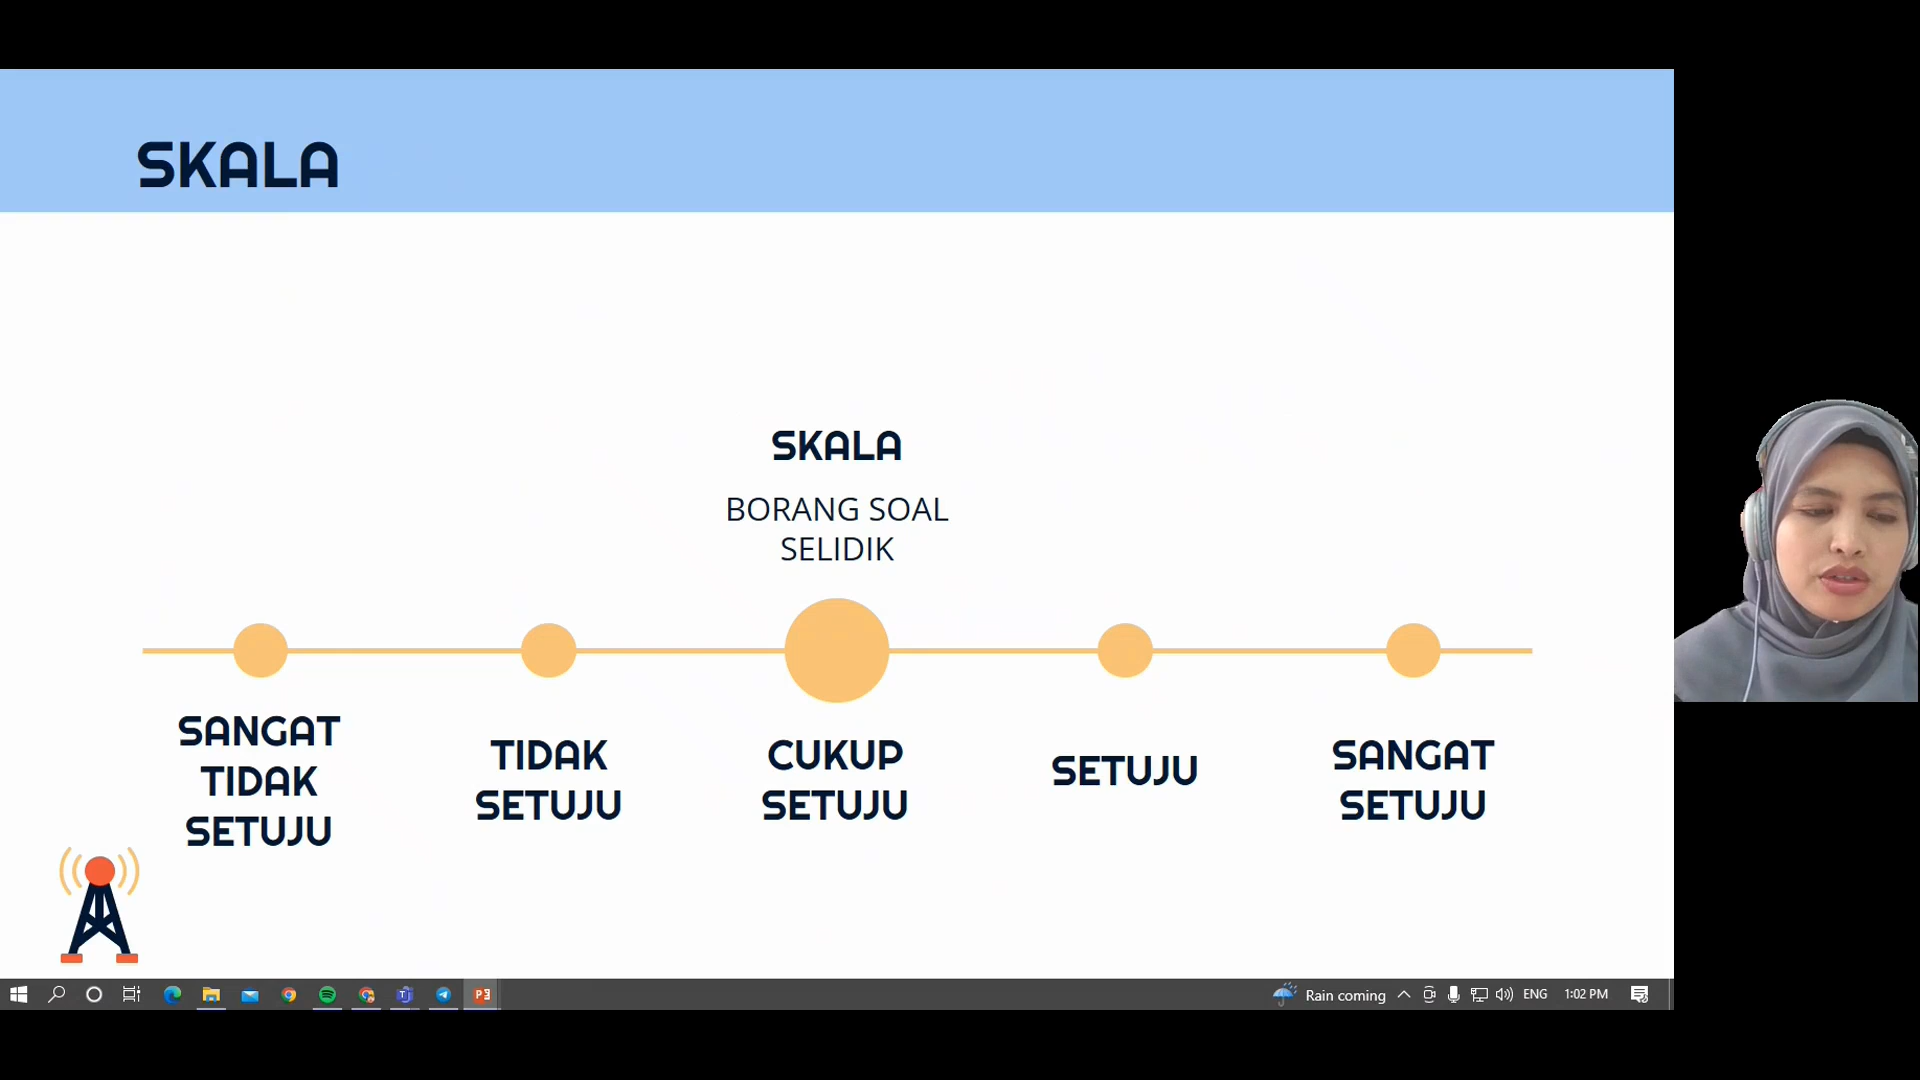 SKALA
SKALA
BORANG SOAL
SELIDIK
SANGAT
TIDAK
SETUJU
TIDAK
SETUJU
CUKUP
SETUJU
SETUJU
SANGAT
SETUJU
Rain coming
ENG
1:02 PM